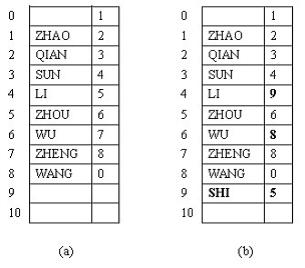 0 1 0 1
1 ZHAO 2 1 ZHAO 2
2 QIAN 3 2 QIAN 3
3 SUN 4 3 SUN 4
4 LI 5 4 LI 9
5 ZHOU 6 5 ZHOU 6
6 WU 7 6 WU 8
7 ZHENG 8 7 ZHENG 8
8 WANG 0 8 WANG 0
9 9 SHI 5
10 10
(a) (b)